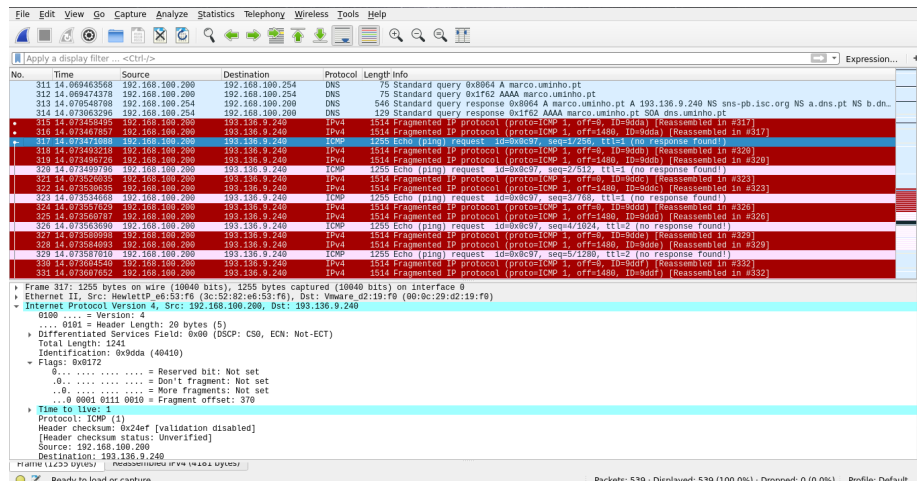 File Edit View Go Capture Analyze Statistics Telephony Wireless Tools Help
Apply a display filter ... <Ctrl-/>
Expression...
No. Time Source Destination Protocol Length Info
311 14.069463568 192.168.100.200 192.168.100.254 DNS 75 Standard query 0x8064 A marco.uminho.pt
312 14.069474378 192.168.100.200 192.168.100.254 DNS 75 Standard query 0x1f62 AAAA marco.uminho.pt
313 14.070548708 192.168.100.254 192.168.100.200 DNS 546 Standard query response 0x8064 A marco.uminho.pt A 193.136.9.240 NS sns-pb.isc.org NS a.dns.pt NS b.dn...
314 14.073063296 192.168.100.254 192.168.100.200 DNS 129 Standard query response 0x1f62 AAAA marco.uminho.pt SOA dns.uminho.pt
315 14.073458495 192.168.100.200 193.136.9.240 IPv4 1514 Fragmented IP protocol (proto=ICMP 1, off=0, ID=9dda) [Reassembled in #317]
316 14.073467857 192.168.100.200 193.136.9.240 IPv4 1514 Fragmented IP protocol (proto=ICMP 1, off=1480, ID=9dda) [Reassembled in #317]
317 14.073471088 192.168.100.200 193.136.9.240 ICMP 1255 Echo (ping) request id=0x0c97, seq=1/256, ttl=1 (no response found!)
318 14.073493218 192.168.100.200 193.136.9.240 IPv4 1514 Fragmented IP protocol (proto=ICMP 1, off=0, ID=9ddb) [Reassembled in #320]
319 14.073496726 192.168.100.200 193.136.9.240 IPv4 1514 Fragmented IP protocol (proto=ICMP 1, off=1480, ID=9ddb) [Reassembled in #320]
320 14.073499796 192.168.100.200 193.136.9.240 ICMP 1255 Echo (ping) request id=0x0c97, seq=2/512, ttl=1 (no response found!)
321 14.073526035 192.168.100.200 193.136.9.240 IPv4 1514 Fragmented IP protocol (proto=ICMP 1, off=0, ID=9ddc) [Reassembled in #323]
322 14.073530635 192.168.100.200 193.136.9.240 IPv4 1514 Fragmented IP protocol (proto=ICMP 1, off=1480, ID=9ddc) [Reassembled in #323]
323 14.073534668 192.168.100.200 193.136.9.240 ICMP 1255 Echo (ping) request id=0x0c97, seq=3/768, ttl=1 (no response found!)
324 14.073557629 192.168.100.200 193.136.9.240 IPv4 1514 Fragmented IP protocol (proto=ICMP 1, off=0, ID=9ddd) [Reassembled in #326]
325 14.073560787 192.168.100.200 193.136.9.240 IPv4 1514 Fragmented IP protocol (proto=ICMP 1, off=1480, ID=9ddd) [Reassembled in #326]
326 14.073563690 192.168.100.200 193.136.9.240 ICMP 1255 Echo (ping) request id=0x0c97, seq=4/1024, ttl=2 (no response found!)
327 14.073580998 192.168.100.200 193.136.9.240 IPv4 1514 Fragmented IP protocol (proto=ICMP 1, off=0, ID=9dde) [Reassembled in #329]
328 14.073584093 192.168.100.200 193.136.9.240 IPv4 1514 Fragmented IP protocol (proto=ICMP 1, off=1480, ID=9dde) [Reassembled in #329]
329 14.073587010 192.168.100.200 193.136.9.240 ICMP 1255 Echo (ping) request id=0x0c97, seq=5/1280, ttl=2 (no response found!)
330 14.073604540 192.168.100.200 193.136.9.240 IPv4 1514 Fragmented IP protocol (proto=ICMP 1, off=0, ID=9ddf) [Reassembled in #332]
331 14.073607652 192.168.100.200 193.136.9.240 IPv4 1514 Fragmented IP protocol (proto=ICMP 1, off=1480, ID=9ddf) [Reassembled in #332]
Frame 317: 1255 bytes on wire (10040 bits), 1255 bytes captured (10040 bits) on interface 0
Ethernet II, Src: HewlettP_e6:53:f6 (3c:52:82:e6:53:f6), Dst: Vmware_d2:19:f0 (00:0c:29:d2:19:f0)
Internet Protocol Version 4, Src: 192.168.100.200, Dst: 193.136.9.240
0100 .... = Version: 4
.... 0101 = Header Length: 20 bytes (5)
Differentiated Services Field: 0x00 (DSCP: CS0, ECN: Not-ECT)
Total Length: 1241
Identification: 0x9dda (40410)
Flags: 0x0172
0... .... .... .... = Reserved bit: Not set
.0.. .... .... .... = Don't fragment: Not set
..0. .... .... .... = More fragments: Not set
...0 0001 0111 0010 = Fragment offset: 370
Time to live: 1
Protocol: ICMP (1)
Header checksum: 0x24ef [validation disabled]
[Header checksum status: Unverified]
Source: 192.168.100.200
Destination: 193.136.9.240
Frame (1255 bytes) Reassembled IPv4 (4181 bytes)
Ready to load or capture Packets: 539 · Displayed: 539 (100.0%) · Dropped: 0 (0.0%) Profile: Default